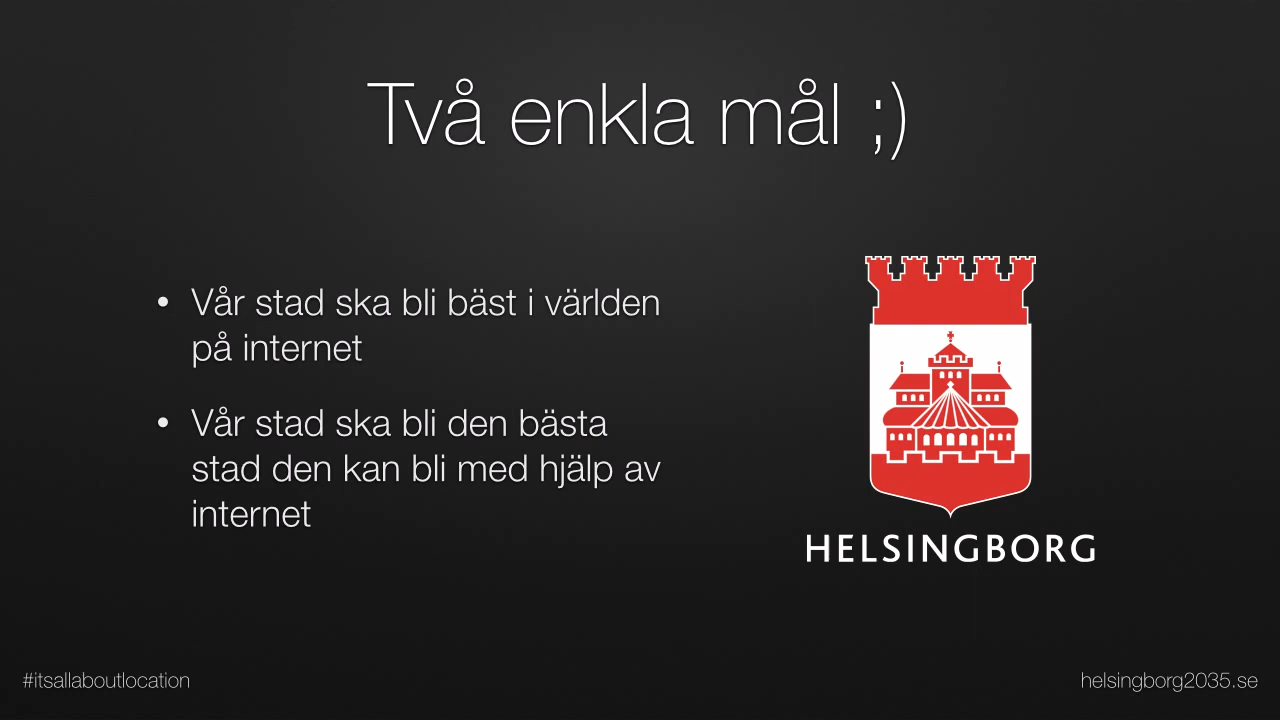 Två enkla mål ;)
• Vår stad ska bli bäst i världen
på internet
• Vår stad ska bli den bästa
stad den kan bli med hjälp av
internet
HELSINGBORG
#itsallaboutlocation
helsingborg2035.se